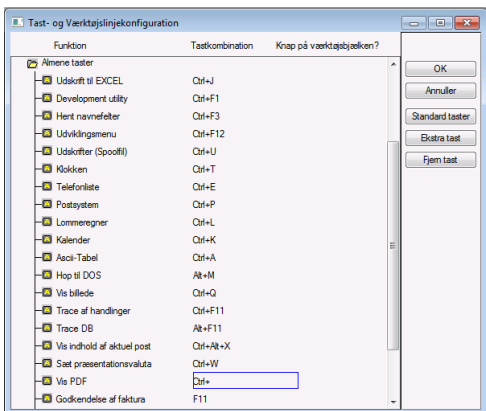 Tast- og Værktøjslinjekonfiguration
Funktion Tastkombination Knap på værktøjsbjælken?
Almene taster
Udskrift til EXCEL Ctrl+J
Development utility Ctrl+F1
Hent navnefelter Ctrl+F3
Udviklingsmenu Ctrl+F12
Udskrifter (Spoolfil) Ctrl+U
Klokken Ctrl+T
Telefonliste Ctrl+E
Postsystem Ctrl+P
Lommeregner Ctrl+L
Kalender Ctrl+K
Ascii-Tabel Ctrl+A
Hop til DOS Alt+M
Vis billede Ctrl+Q
Trace af handlinger Ctrl+F11
Trace DB Alt+F11
Vis indhold af aktuel post Ctrl+Alt+X
Sæt præsentationsvaluta Ctrl+W
Vis PDF Ctrl+
Godkendelse af faktura F11
OK
Annuller
Standard taster
Ekstra tast
Fjern tast